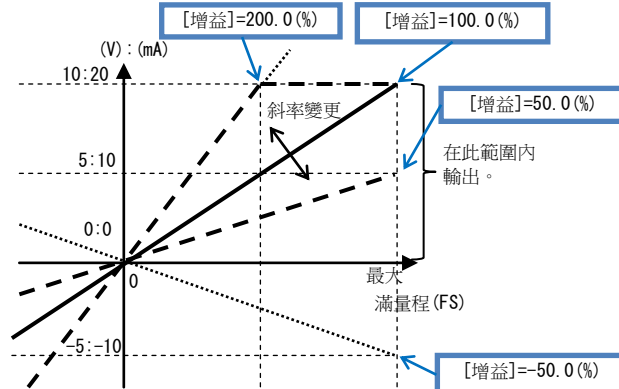 [增益]=200.0(%)
[增益]=100.0(%)
(V):(mA)
10:20
[增益]=50.0(%)
斜率變更
5:10
在此範圍內
輸出。
0:0
0
最大
滿量程(FS)
-5:-10
[增益]=-50.0(%)